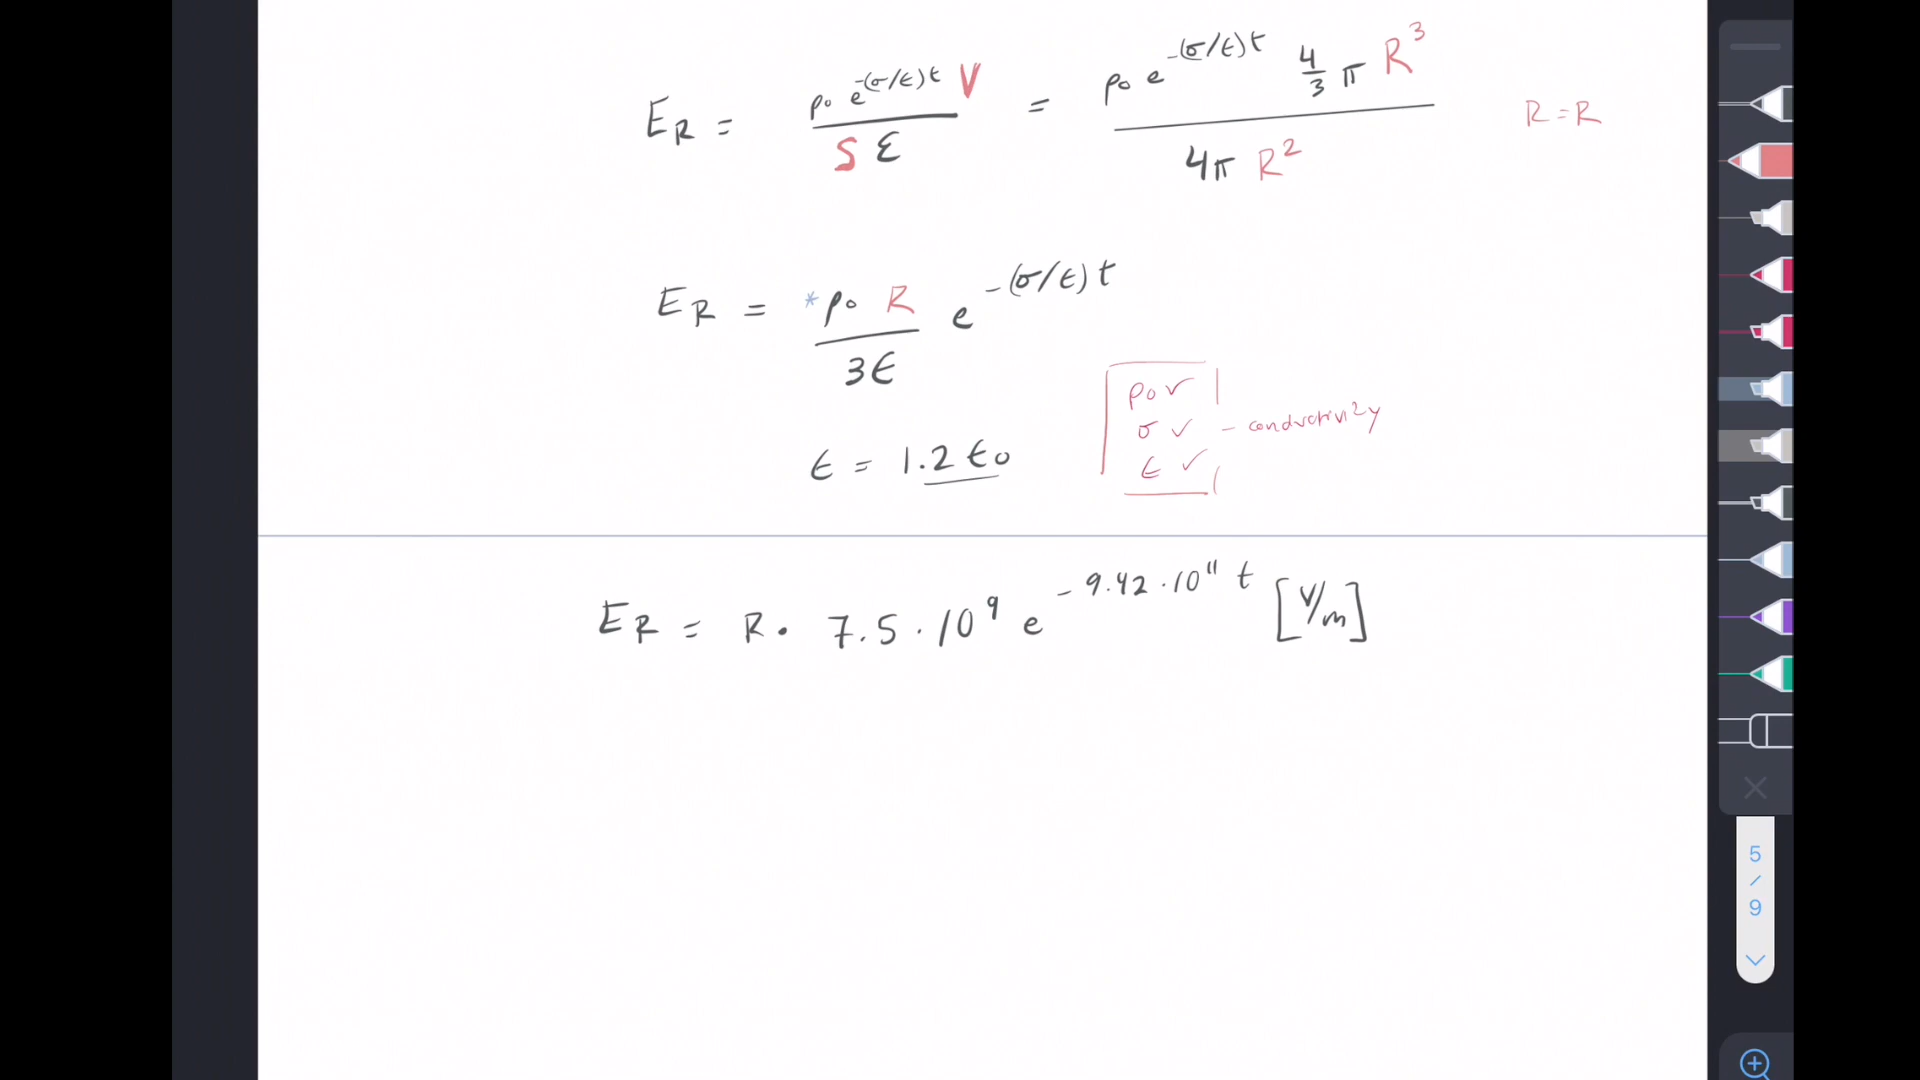 E_R = ρ₀ e^{-(σ/ϵ)t} V / S ε = ρ₀ e^{-(σ/ϵ)t} 4/3 π R³ / 4π R² R = R
E_R = *ρ₀ R / 3ϵ e^{-(σ/ϵ)t}
ρ₀ ✓
σ ✓ – conductivity
ϵ ✓
ϵ = 1.2 ϵ₀
E_R = R · 7.5 · 10⁹ e^{-9.42 · 10¹¹ t} [V/m]
5
/
9